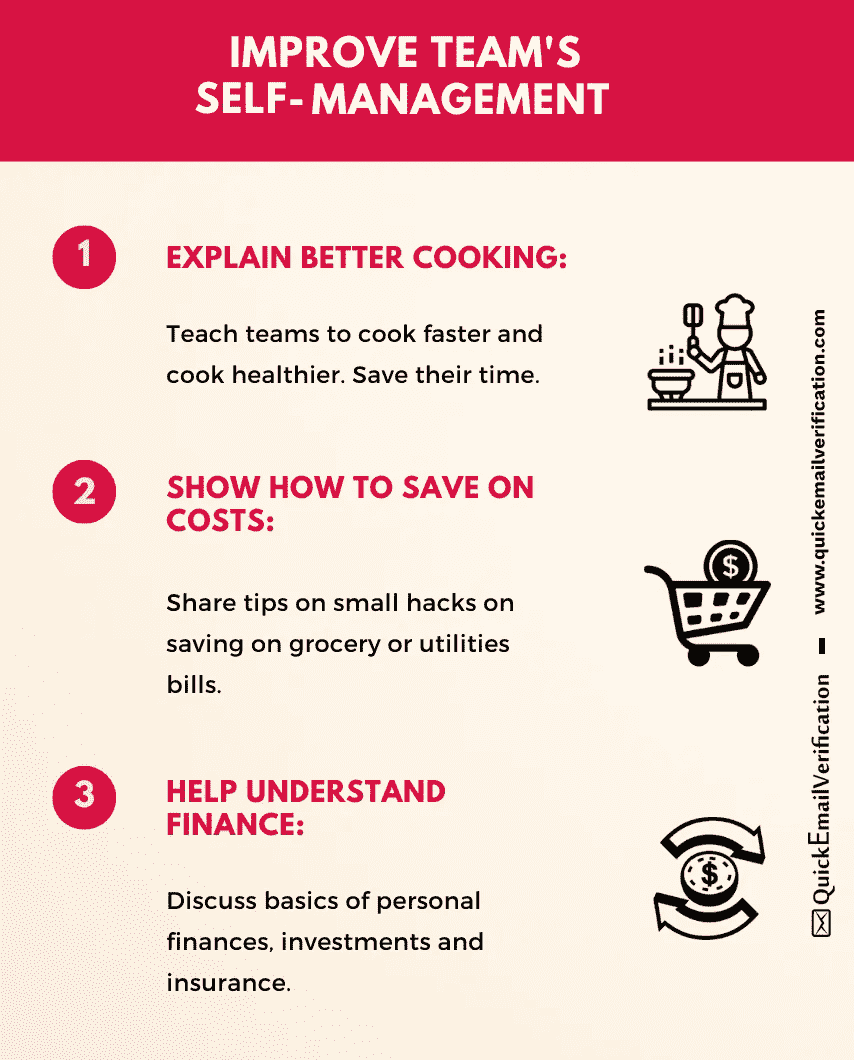 IMPROVE TEAM'S
SELF-MANAGEMENT
1
EXPLAIN BETTER COOKING:
Teach teams to cook faster and
cook healthier. Save their time.
2
SHOW HOW TO SAVE ON
COSTS:
Share tips on small hacks on
saving on grocery or utilities
bills.
3
HELP UNDERSTAND
FINANCE:
Discuss basics of personal
finances, investments and
insurance.
QuickEmailVerification - www.quickemailverification.com